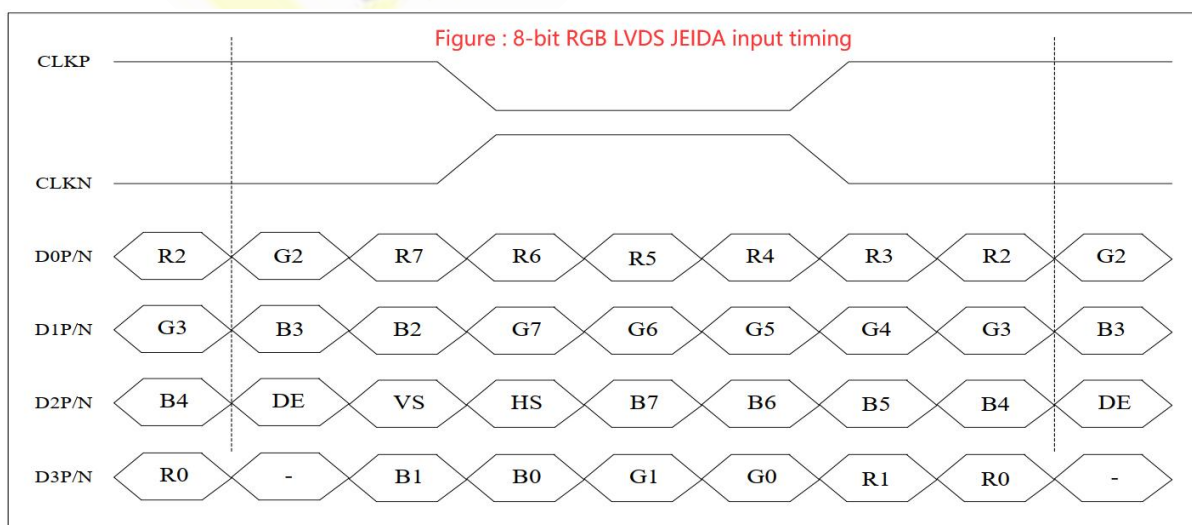 Figure : 8-bit RGB LVDS JEIDA input timing
CLKP
CLKN
D0P/N R2 G2 R7 R6 R5 R4 R3 R2 G2
D1P/N G3 B3 B2 G7 G6 G5 G4 G3 B3
D2P/N B4 DE VS HS B7 B6 B5 B4 DE
D3P/N R0 - B1 B0 G1 G0 R1 R0 -